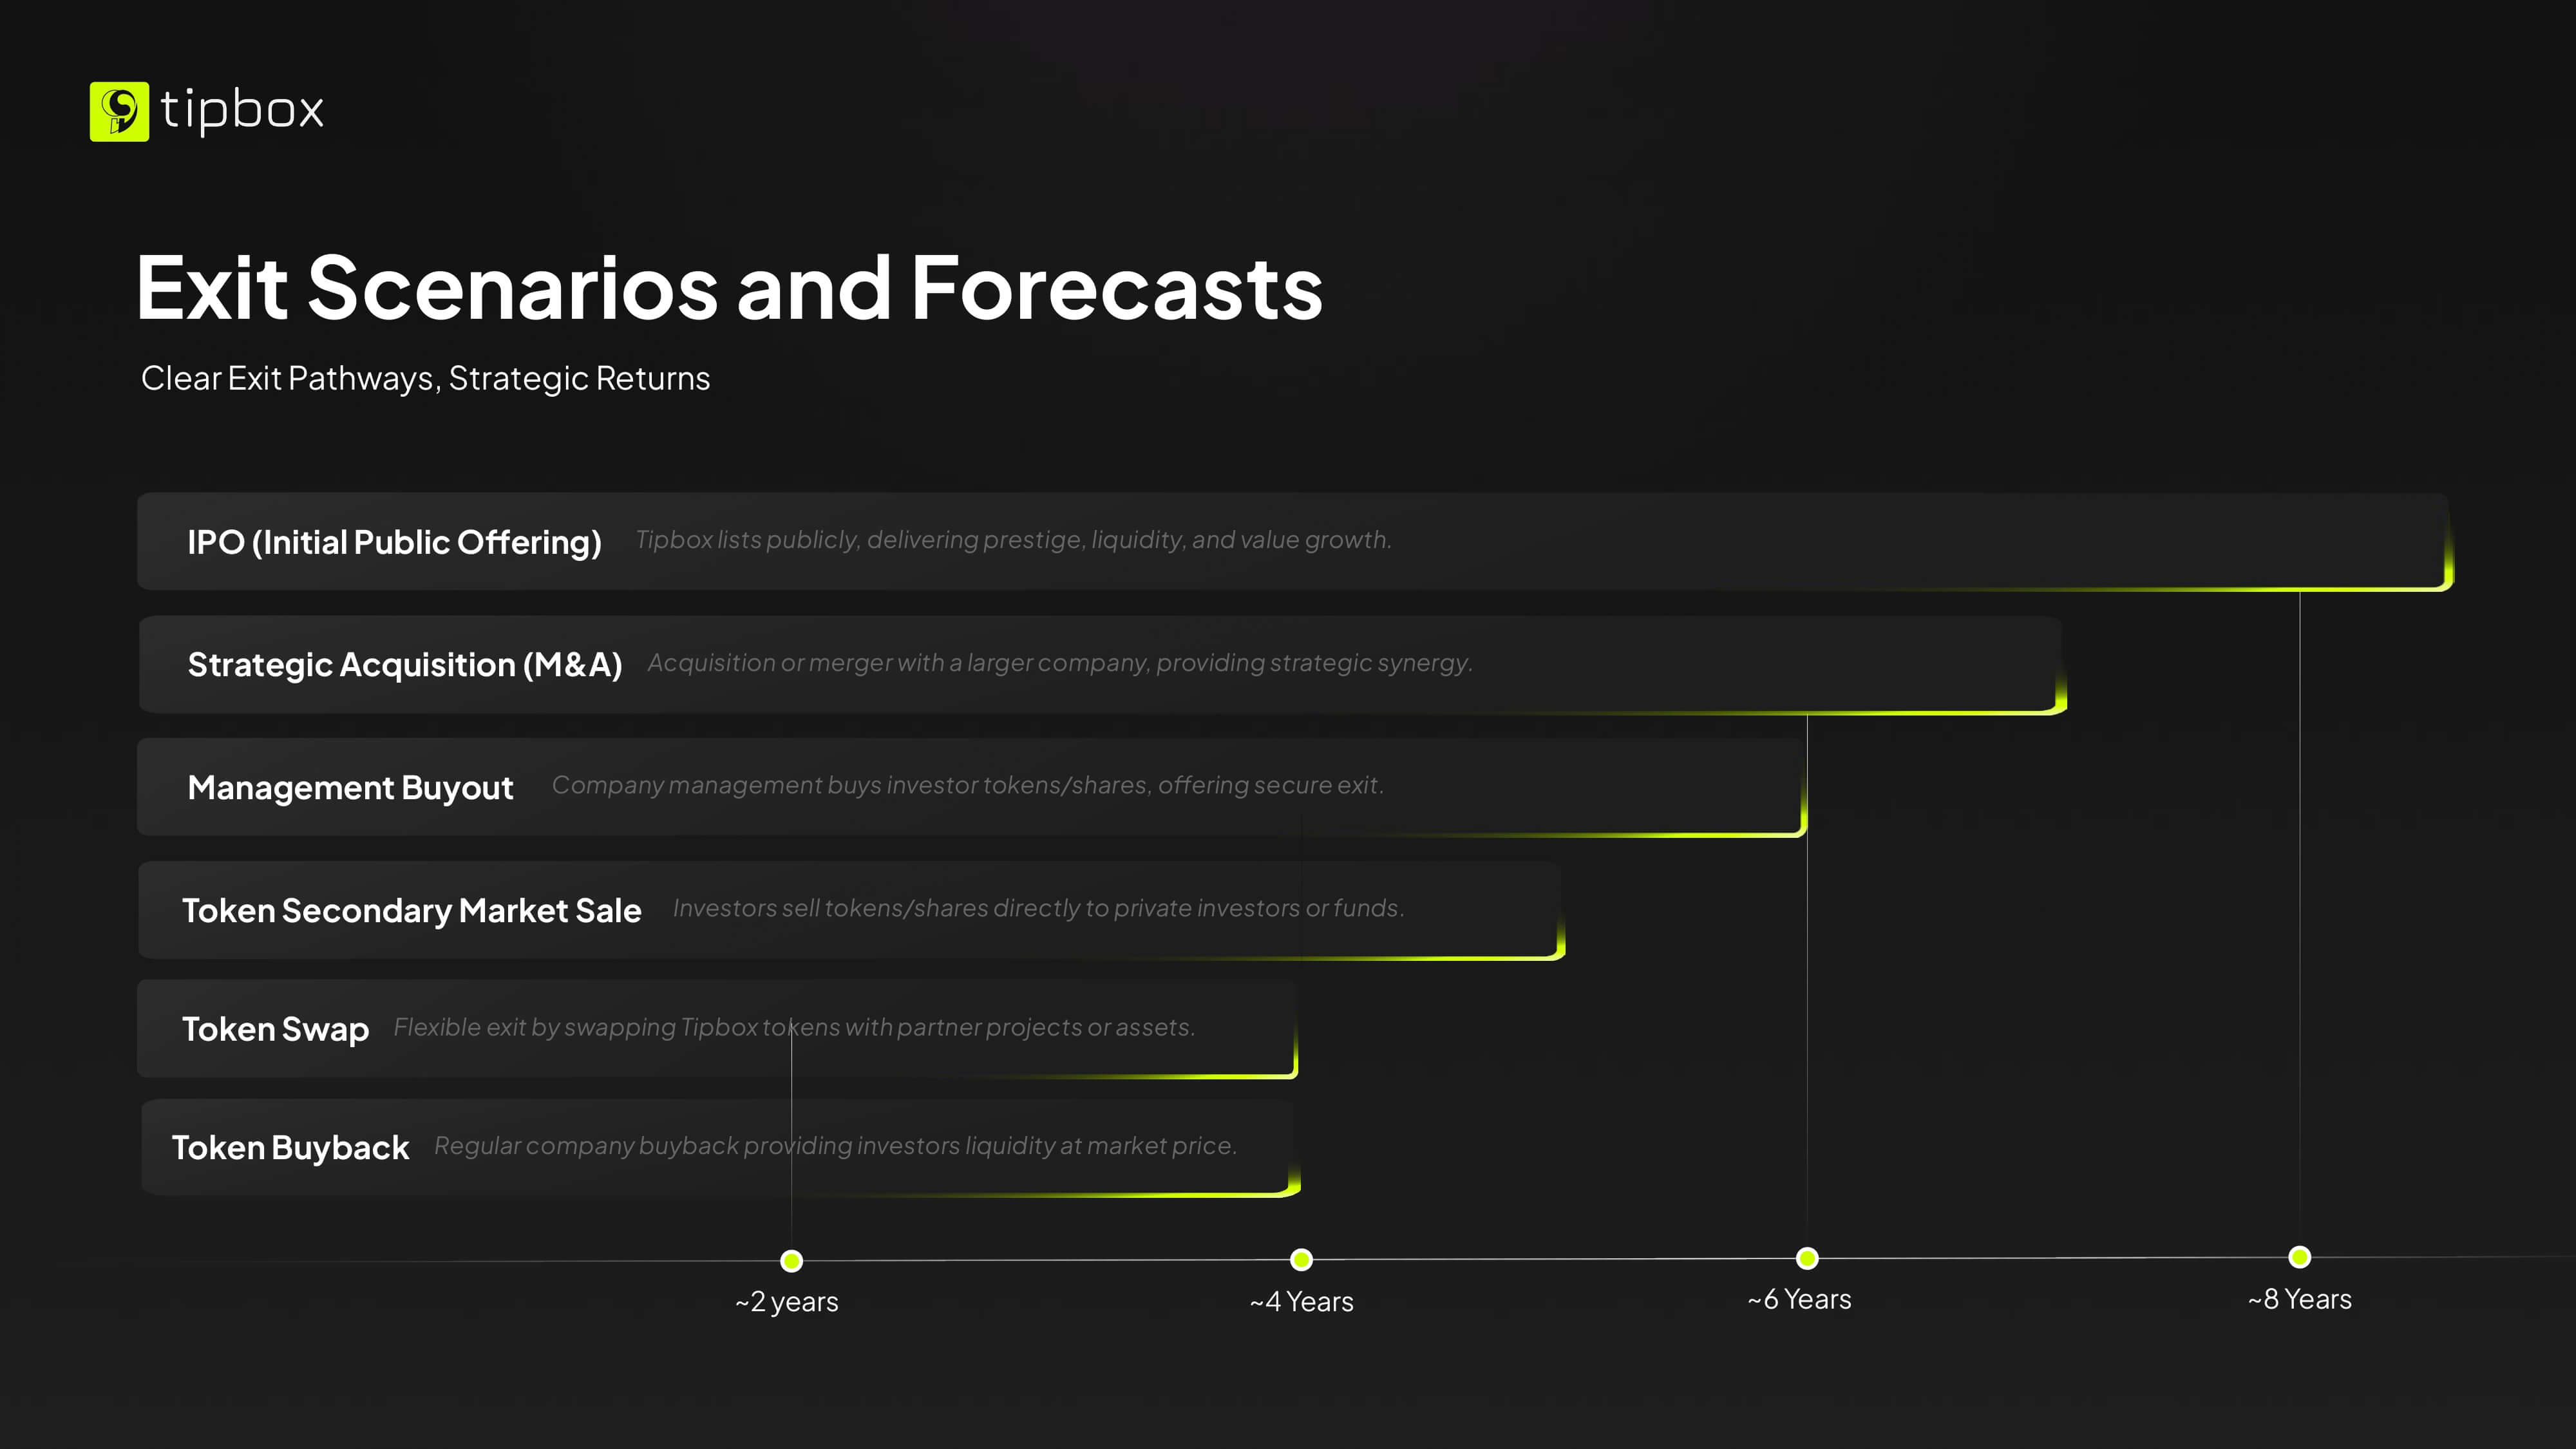 tipbox
Exit Scenarios and Forecasts
Clear Exit Pathways, Strategic Returns
IPO (Initial Public Offering) Tipbox lists publicly, delivering prestige, liquidity, and value growth.
Strategic Acquisition (M&A) Acquisition or merger with a larger company, providing strategic synergy.
Management Buyout Company management buys investor tokens/shares, offering secure exit.
Token Secondary Market Sale Investors sell tokens/shares directly to private investors or funds.
Token Swap Flexible exit by swapping Tipbox tokens with partner projects or assets.
Token Buyback Regular company buyback providing investors liquidity at market price.
~2 years ~4 Years ~6 Years ~8 Years